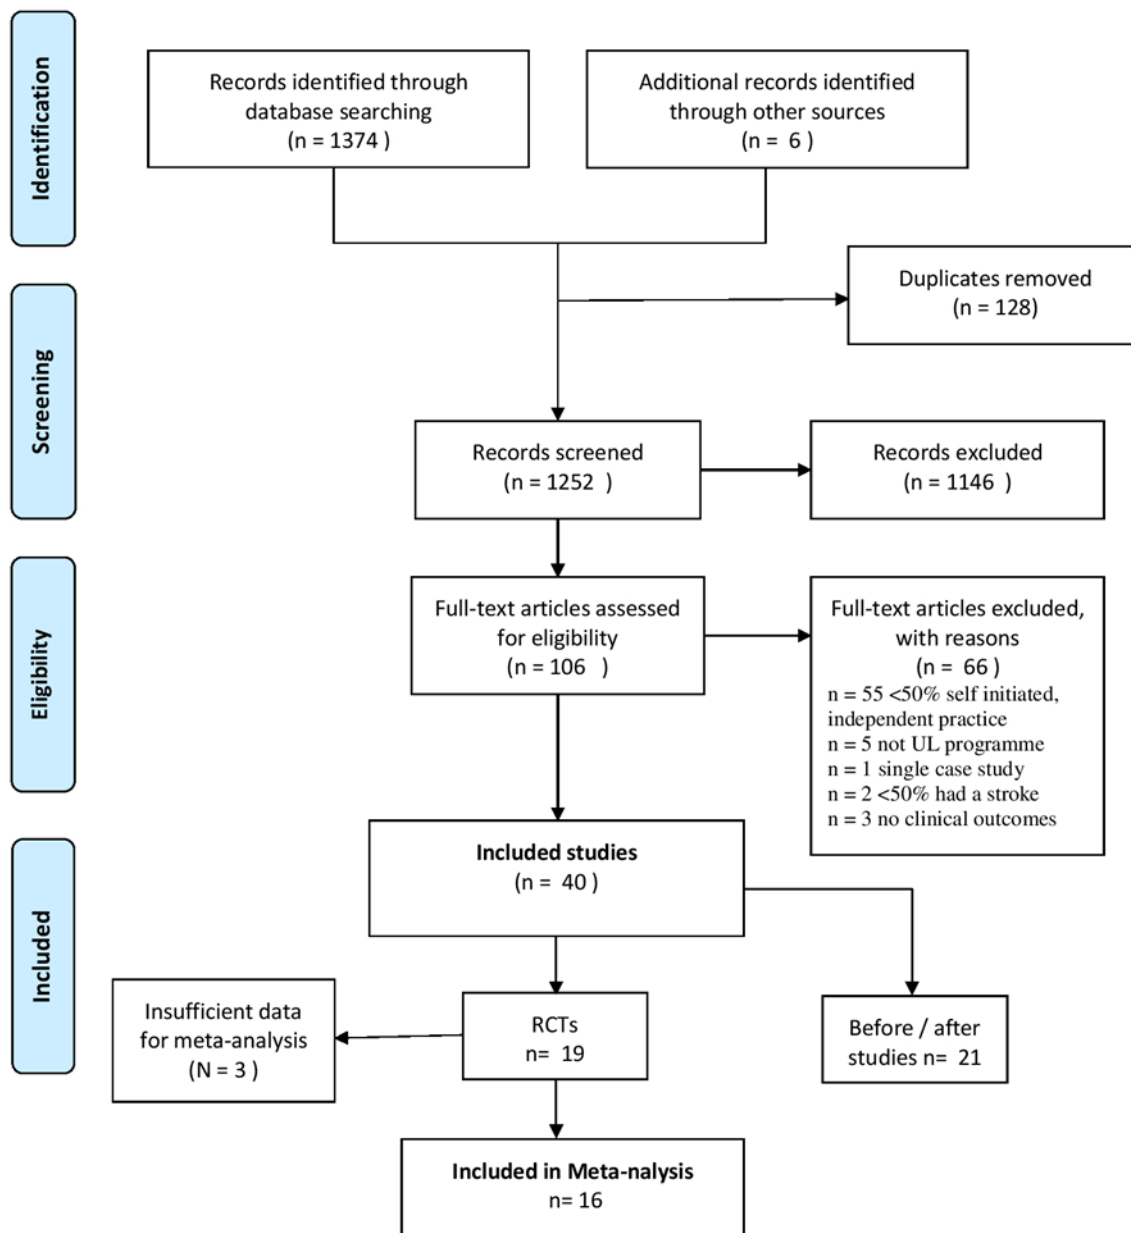 Identification
Records identified through
database searching
(n = 1374 )
Additional records identified
through other sources
(n = 6 )
Duplicates removed
(n = 128)
Screening
Records screened
(n = 1252 )
Records excluded
(n = 1146 )
Eligibility
Full-text articles assessed
for eligibility
(n = 106 )
Full-text articles excluded,
with reasons
(n = 66 )
n = 55 <50% self initiated,
independent practice
n = 5 not UL programme
n = 1 single case study
n = 2 <50% had a stroke
n = 3 no clinical outcomes
Included
Included studies
(n = 40 )
Insufficient data
for meta-analysis
(N = 3 )
RCTs
n= 19
Before / after
studies n= 21
Included in Meta-nalysis
n= 16